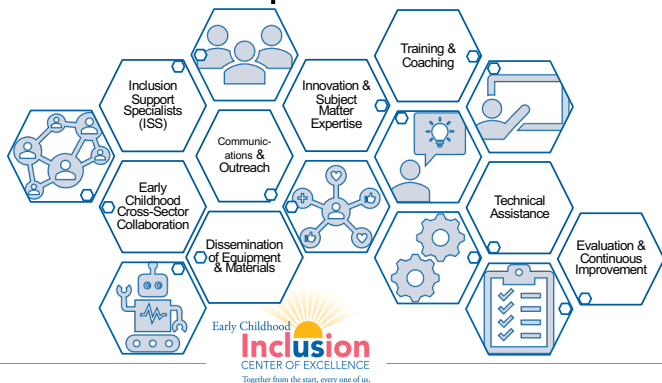 Training &
Coaching
Inclusion
Support
Specialists
(ISS)
Innovation &
Subject
Matter
Expertise
Communic-
ations &
Outreach
Early
Childhood
Cross-Sector
Collaboration
Technical
Assistance
Dissemination
of Equipment
& Materials
Evaluation &
Continuous
Improvement
Early Childhood
Inclusion
CENTER OF EXCELLENCE
Together from the start, every one of us.